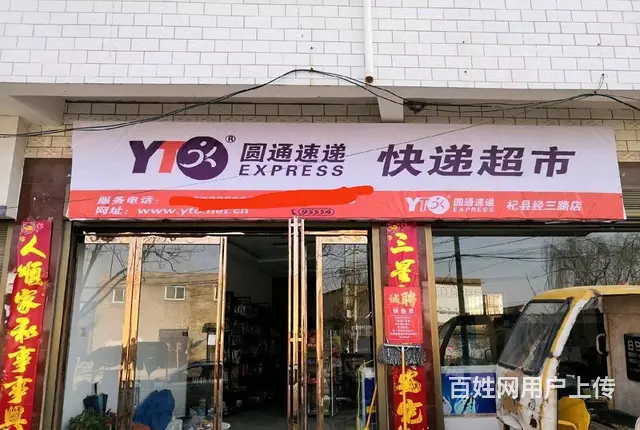 YTO® 圆通速递
EXPRESS
快递超市
服务电话:
网址: www.yto.net.cn
95554
YTO 圆通速递
EXPRESS
杞县经三路店
人顺家和事事兴
三星
诚聘
百姓网用户上传